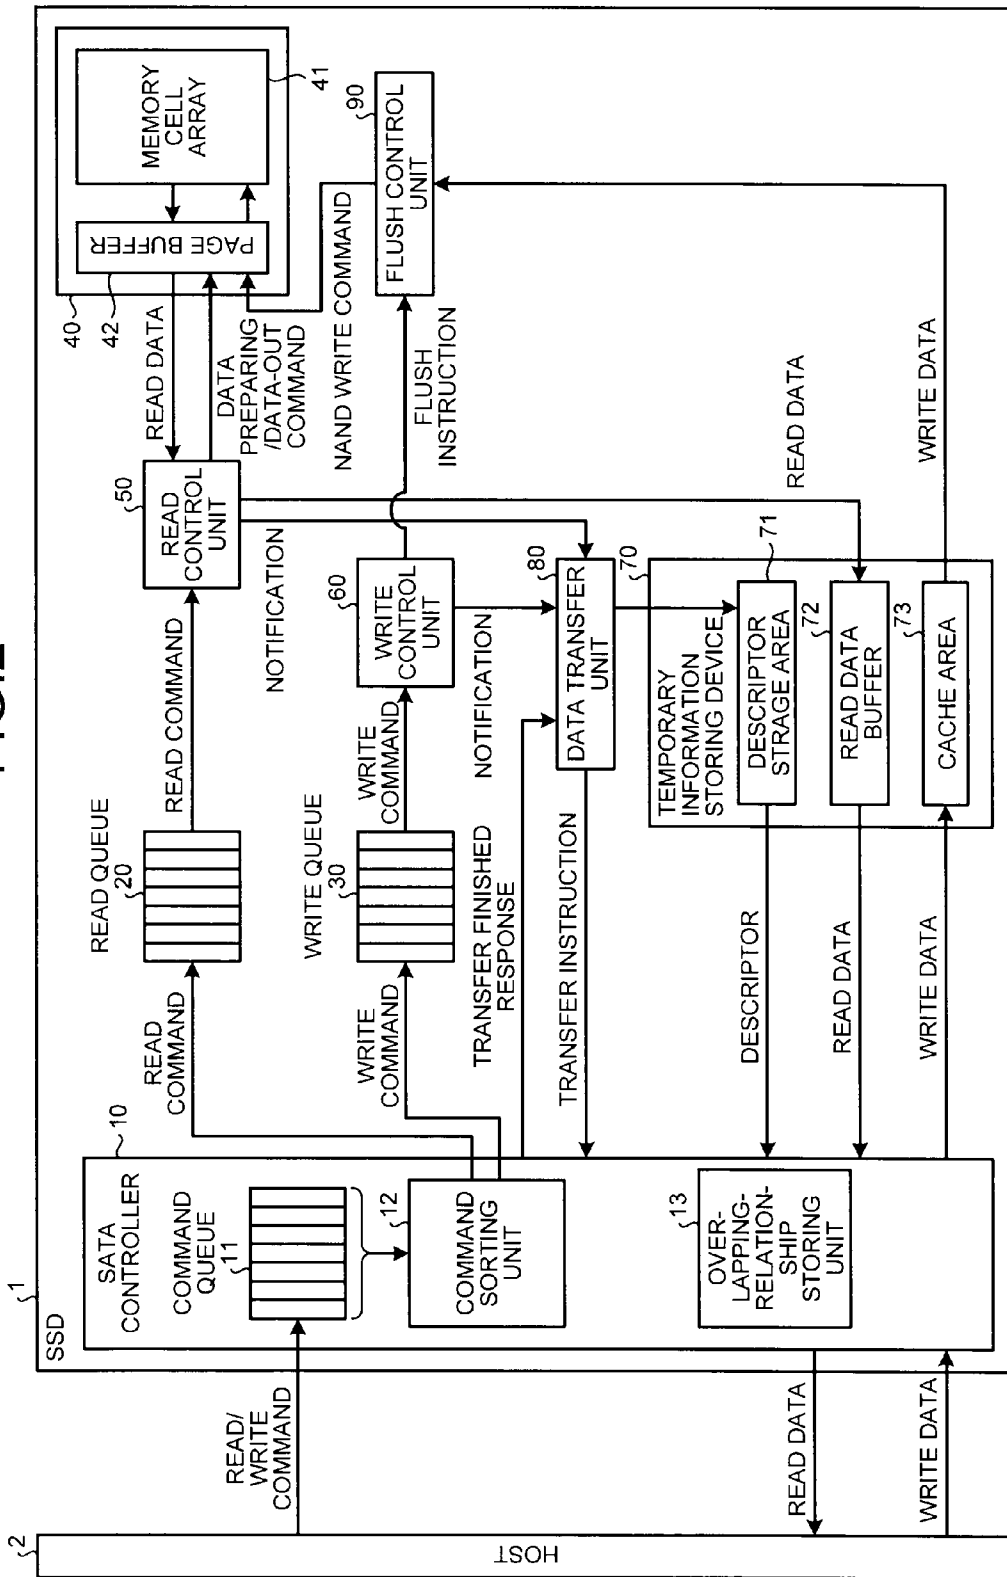 FIG.2
2
HOST
READ/
WRITE
COMMAND
READ DATA
WRITE DATA
1
SSD
10
SATA
CONTROLLER
COMMAND
QUEUE
11
12
COMMAND
SORTING
UNIT
13
OVER-
LAPPING-
RELATION-
SHIP
STORING
UNIT
READ
COMMAND
WRITE
COMMAND
TRANSFER FINISHED
RESPONSE
TRANSFER INSTRUCTION
DESCRIPTOR
READ DATA
WRITE DATA
READ QUEUE
20
WRITE QUEUE
30
READ COMMAND
WRITE
COMMAND
NOTIFICATION
NOTIFICATION
50
READ
CONTROL
UNIT
60
WRITE
CONTROL
UNIT
80
DATA TRANSFER
UNIT
70
TEMPORARY
INFORMATION
STORING DEVICE
71
DESCRIPTOR
STRAGE AREA
72
READ DATA
BUFFER
73
CACHE AREA
READ DATA
DATA
PREPARING
/DATA-OUT
COMMAND
NAND WRITE COMMAND
FLUSH
INSTRUCTION
READ DATA
WRITE DATA
40
42
PAGE BUFFER
MEMORY
CELL
ARRAY
41
90
FLUSH CONTROL
UNIT